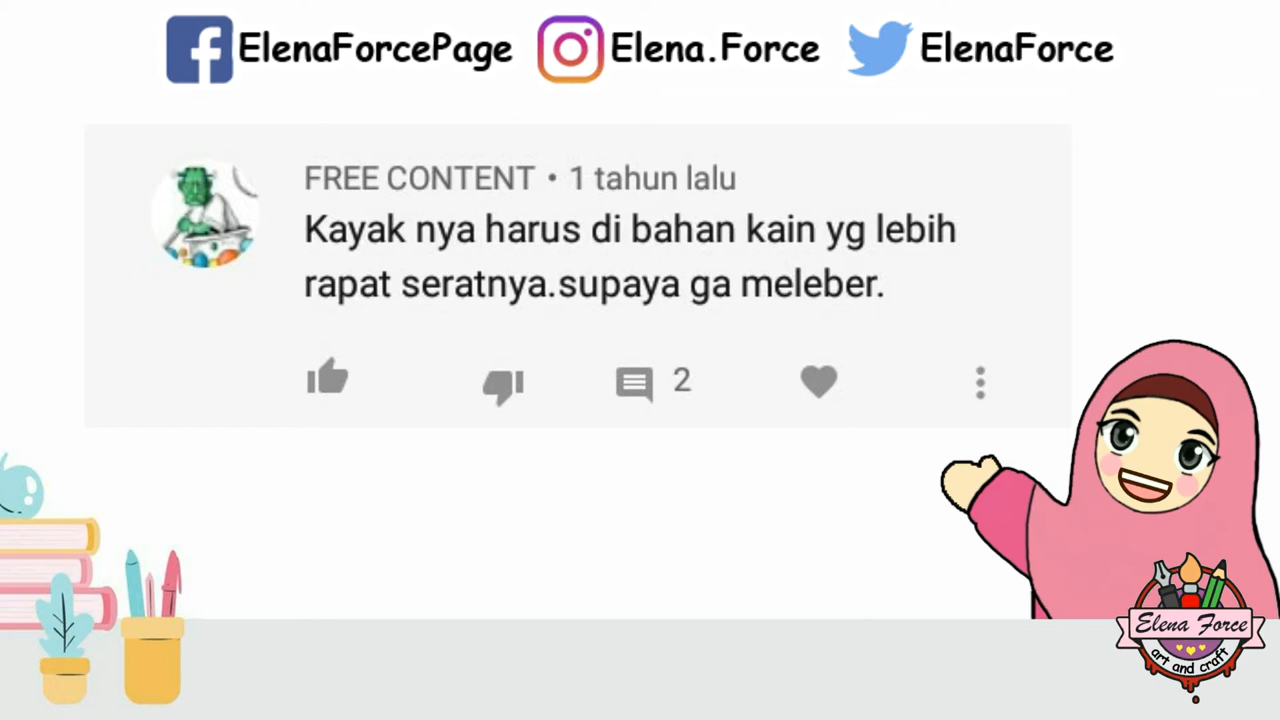 ElenaForcePage Elena.Force ElenaForce
FREE CONTENT • 1 tahun lalu
Kayak nya harus di bahan kain yg lebih
rapat seratnya.supaya ga meleber.
2
Elena Force
art and craft